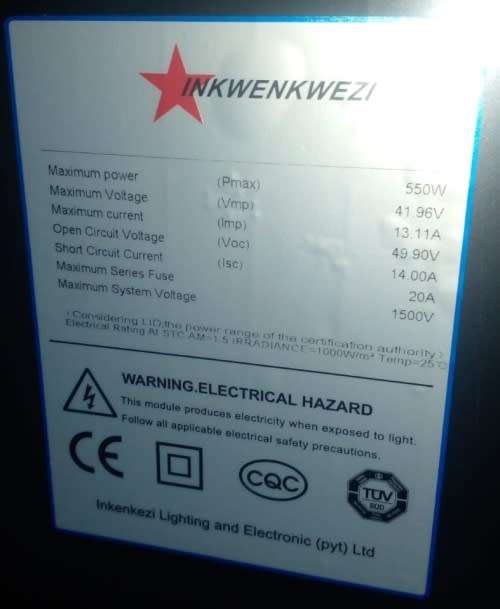 INKWENKWEZI
Maximum power (Pmax) 550W
Maximum Voltage (Vmp) 41.96V
Maximum current (Imp) 13.11A
Open Circuit Voltage (Voc) 49.90V
Short Circuit Current (Isc) 14.00A
Maximum Series Fuse 20A
Maximum System Voltage 1500V
(Considering LID,the power range of the certification authority)
Electrical Rating At STC AM=1.5 IRRADIANCE=1000W/m² Temp=25℃
WARNING.ELECTRICAL HAZARD
This module produces electricity when exposed to light.
Follow all applicable electrical safety precautions.
CE CQC TÜV
SÜD
Inkenkezi Lighting and Electronic (pyt) Ltd